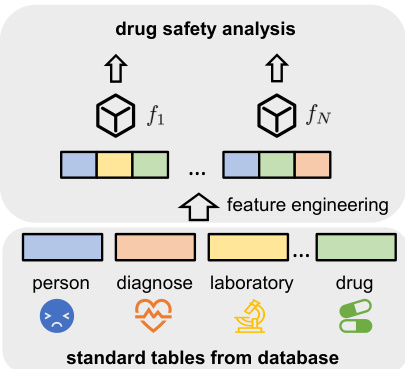 drug safety analysis
f1 fN
...
feature engineering
...
person diagnose laboratory drug
standard tables from database